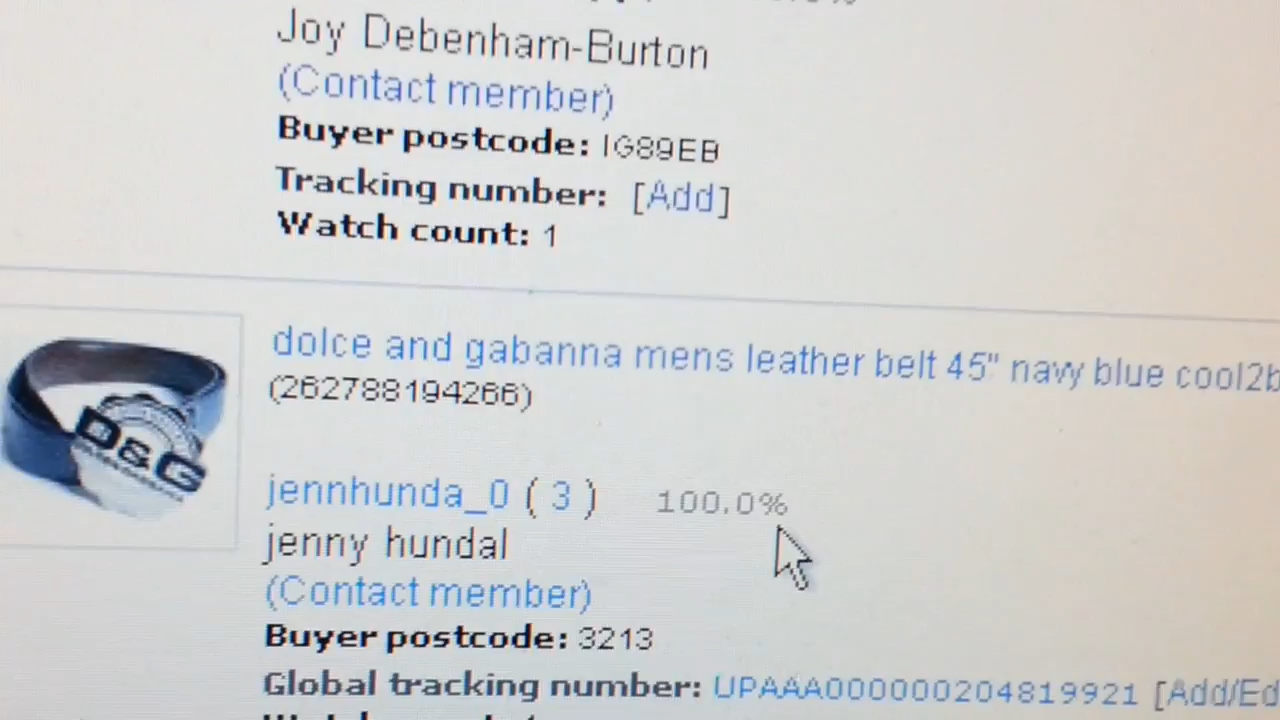 Joy Debenham-Burton
(Contact member)
Buyer postcode: IG89EB
Tracking number: [Add]
Watch count: 1
dolce and gabanna mens leather belt 45" navy blue cool2b
(262788194266)
D&G
jennhunda_0 ( 3 ) 100.0%
jenny hundal
(Contact member)
Buyer postcode: 3213
Global tracking number: UPAAA000000204819921 [Add/Ed